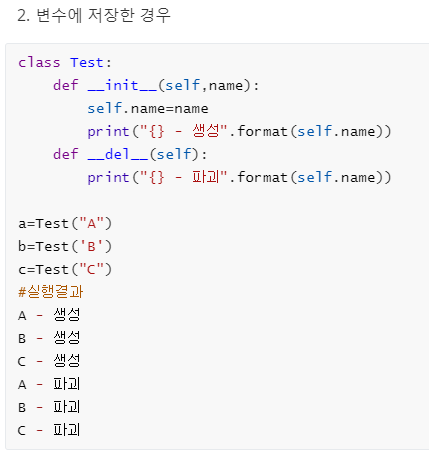 2. 변수에 저장한 경우
class Test:
    def __init__(self,name):
        self.name=name
        print("{} - 생성".format(self.name))
    def __del__(self):
        print("{} - 파괴".format(self.name))

a=Test("A")
b=Test('B')
c=Test("C")
#실행결과
A - 생성
B - 생성
C - 생성
A - 파괴
B - 파괴
C - 파괴